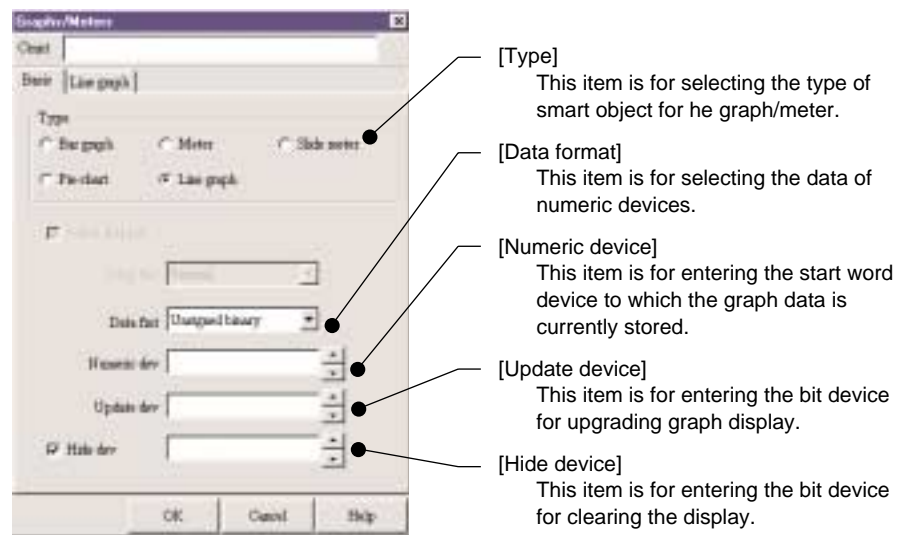 Graphs/Meters
Basic
Line graph
Type
Bar graph
Meter
Slide meter
Pie chart
Line graph
Data fmt
Unsigned binary
Numeric dev
Update dev
Hide dev
OK
Cancel
Help
[Type]
This item is for selecting the type of
smart object for he graph/meter.
[Data format]
This item is for selecting the data of
numeric devices.
[Numeric device]
This item is for entering the start word
device to which the graph data is
currently stored.
[Update device]
This item is for entering the bit device
for upgrading graph display.
[Hide device]
This item is for entering the bit device
for clearing the display.